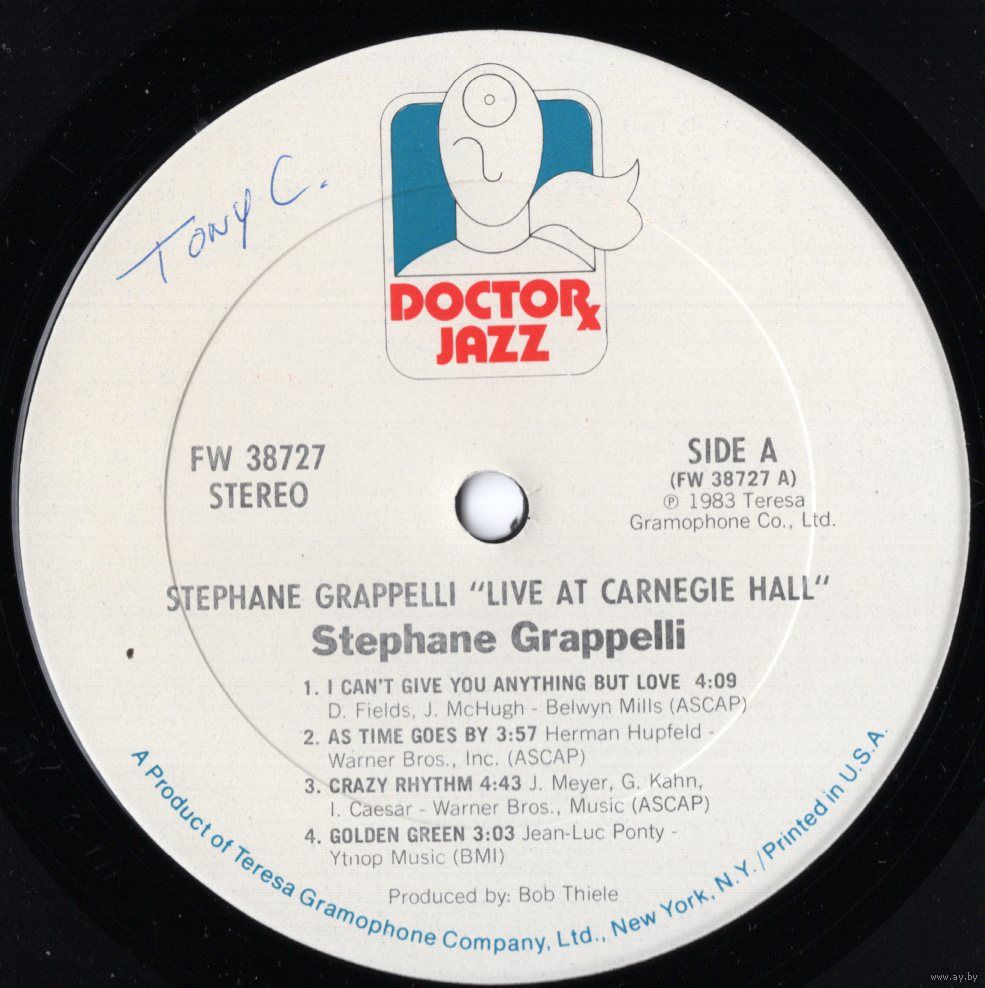 Tony C.
DOCTOR x
JAZZ
FW 38727
STEREO
SIDE A
(FW 38727 A)
℗ 1983 Teresa
Gramophone Co., Ltd.
STEPHANE GRAPPELLI "LIVE AT CARNEGIE HALL"
Stephane Grappelli
1. I CAN'T GIVE YOU ANYTHING BUT LOVE 4:09
D. Fields, J. McHugh - Belwyn Mills (ASCAP)
2. AS TIME GOES BY 3:57 Herman Hupfeld -
Warner Bros., Inc. (ASCAP)
3. CRAZY RHYTHM 4:43 J. Meyer, G. Kahn,
I. Caesar - Warner Bros., Music (ASCAP)
4. GOLDEN GREEN 3:03 Jean-Luc Ponty -
Music (BMI)
Produced by: Bob Thiele
A Product of Teresa Gramophone Company, Ltd., New York, N.Y. / Printed in U.S.A.
www.ay.by